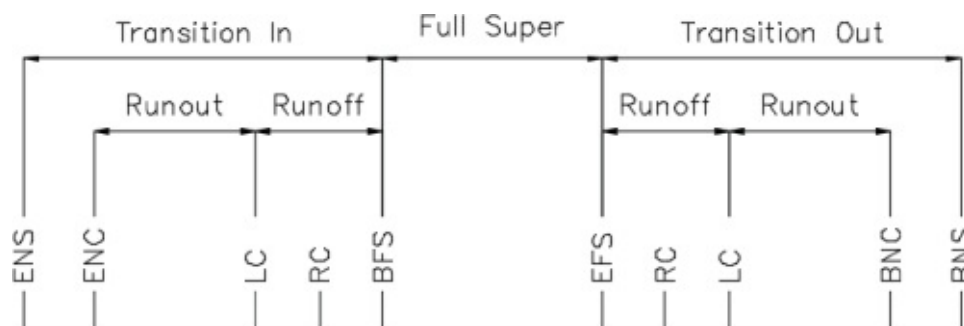 Transition In
Full Super
Transition Out
Runout
Runoff
Runoff
Runout
ENS
ENC
LC
RC
BFS
EFS
RC
LC
BNC
BNS